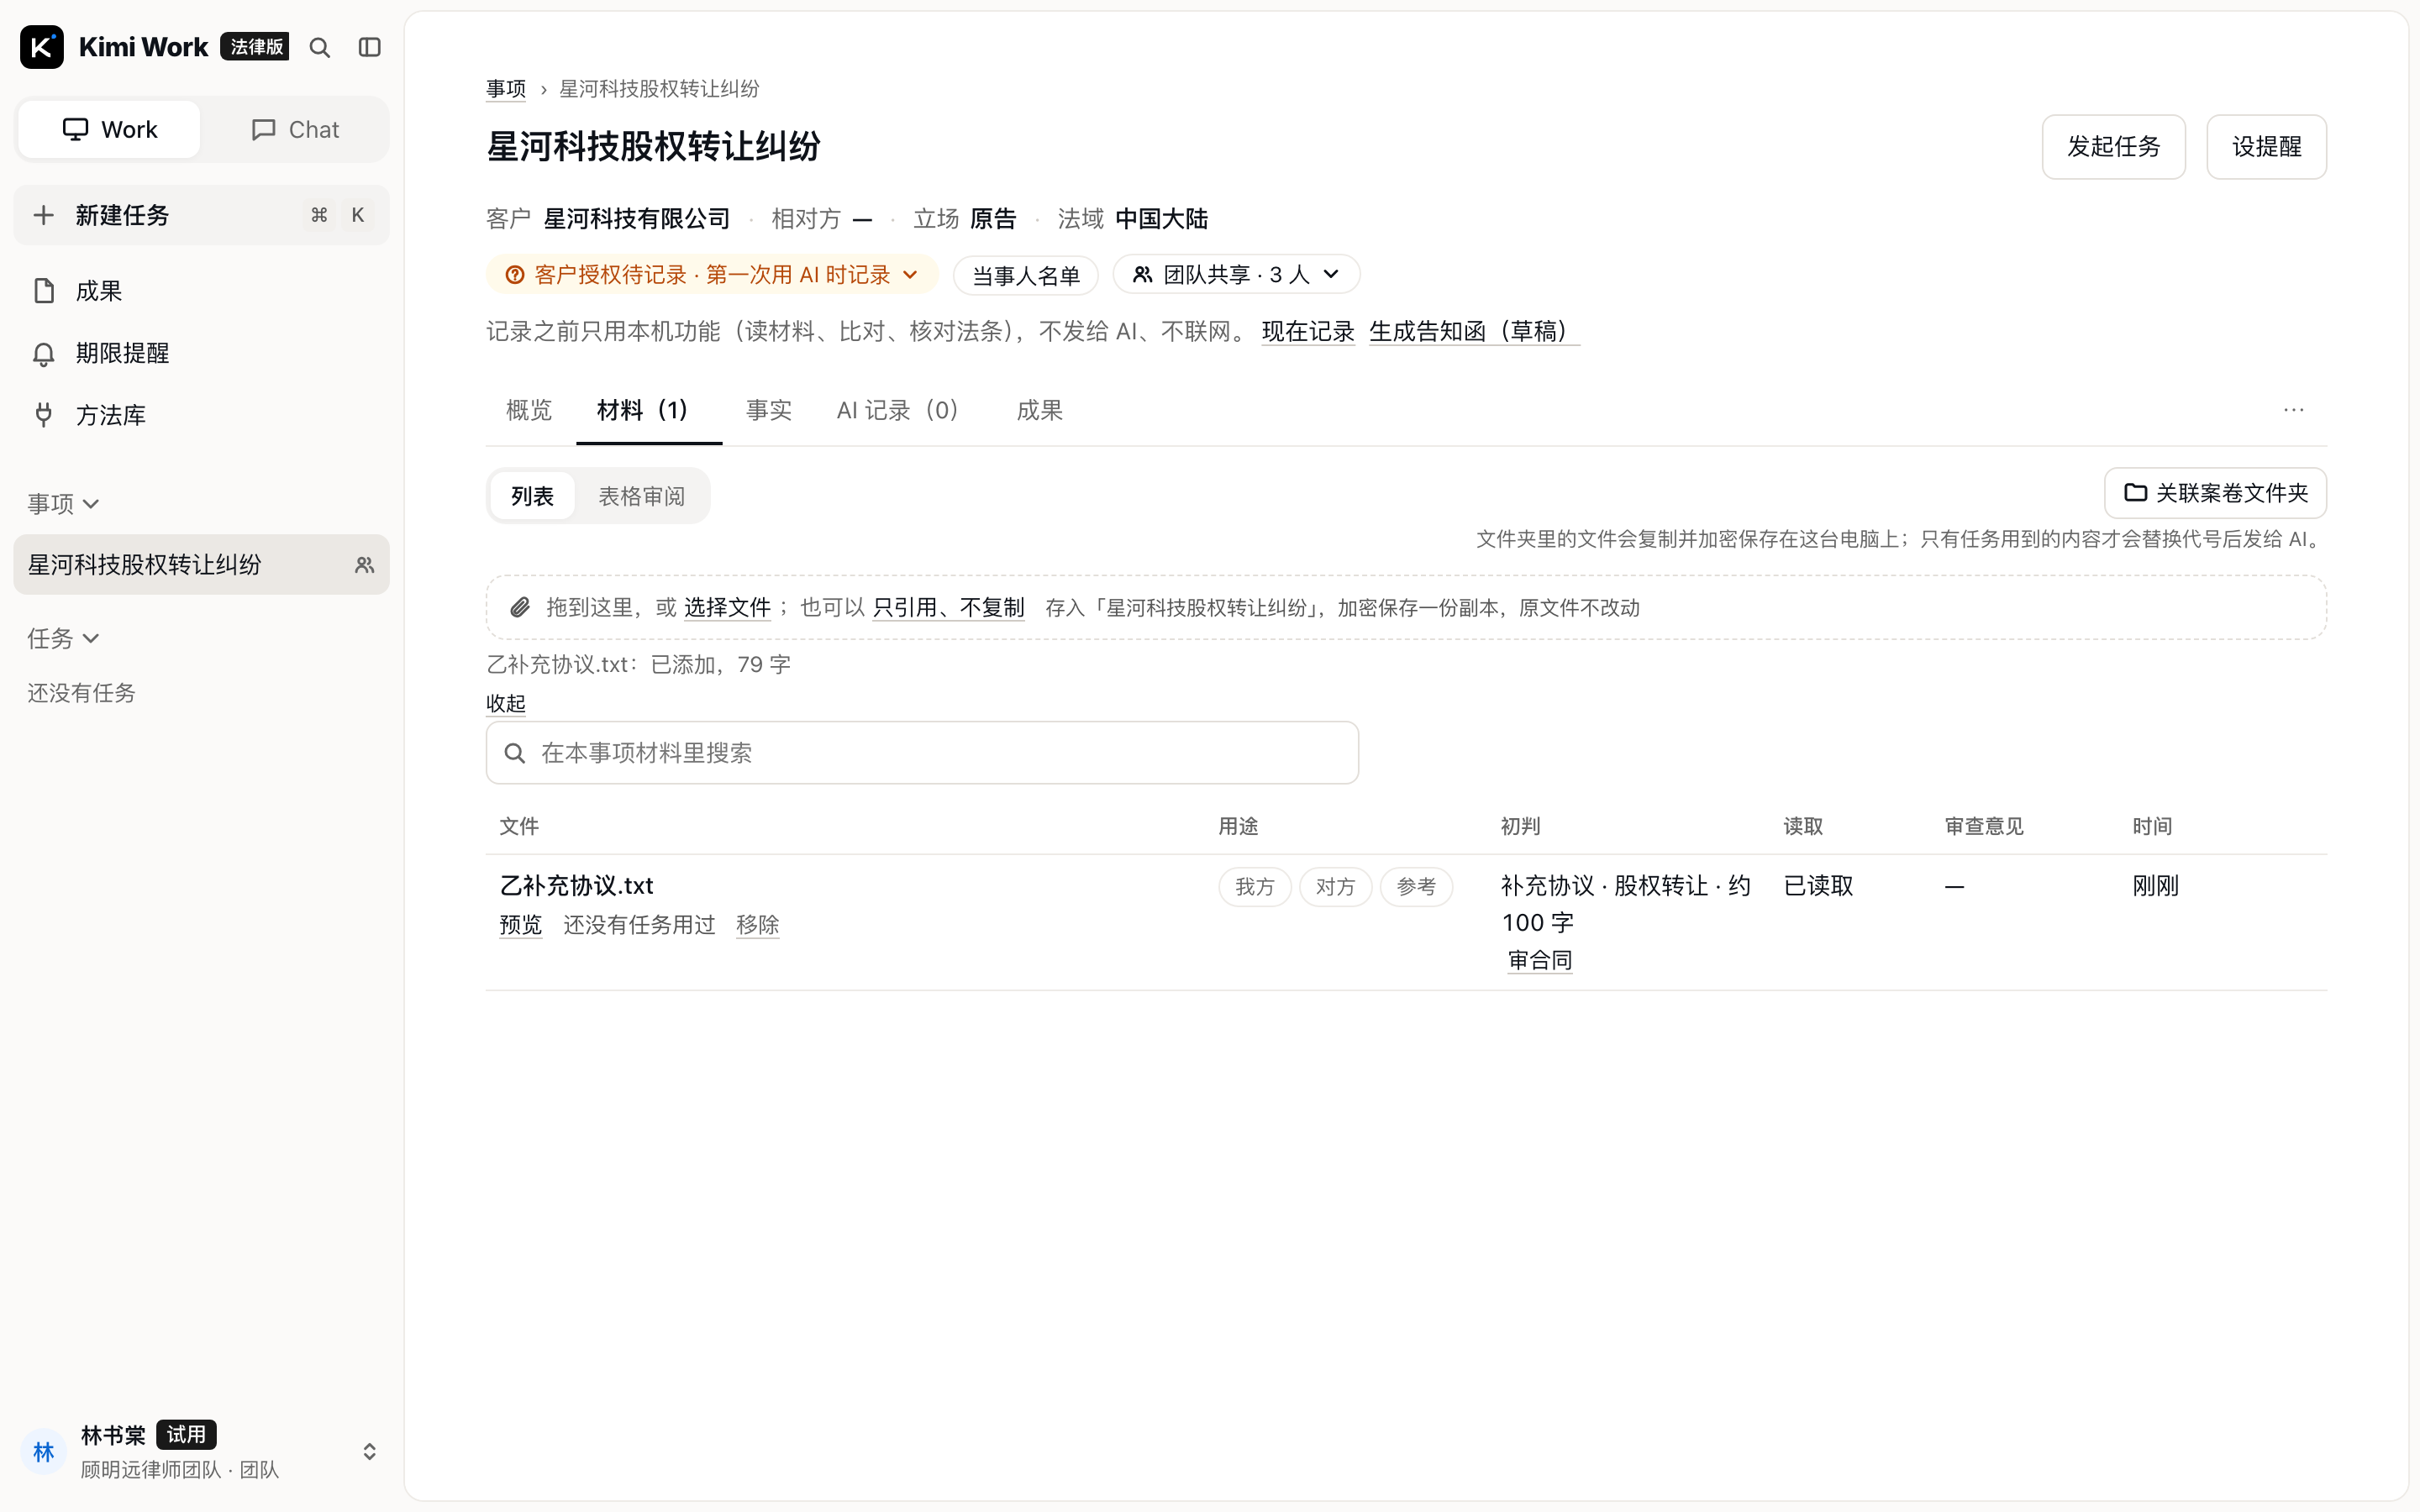 Kimi Work 法律版
Work Chat
新建任务 ⌘ K
成果
期限提醒
方法库
事项
星河科技股权转让纠纷
任务
还没有任务
林 林书棠 试用
顾明远律师团队 · 团队
事项 › 星河科技股权转让纠纷
星河科技股权转让纠纷
发起任务 设提醒
客户 星河科技有限公司 · 相对方 — · 立场 原告 · 法域 中国大陆
客户授权待记录 · 第一次用 AI 时记录 当事人名单 团队共享 · 3 人
记录之前只用本机功能（读材料、比对、核对法条），不发给 AI、不联网。 现在记录 生成告知函（草稿）
概览 材料（1） 事实 AI 记录（0） 成果 ···
列表 表格审阅 关联案卷文件夹
文件夹里的文件会复制并加密保存在这台电脑上；只有任务用到的内容才会替换代号后发给 AI。
拖到这里，或 选择文件 ；也可以 只引用、不复制 存入「星河科技股权转让纠纷」，加密保存一份副本，原文件不改动
乙补充协议.txt：已添加，79 字
收起
在本事项材料里搜索
文件 用途 初判 读取 审查意见 时间
乙补充协议.txt 我方 对方 参考 补充协议 · 股权转让 · 约 已读取 — 刚刚
预览 还没有任务用过 移除 100 字
审合同